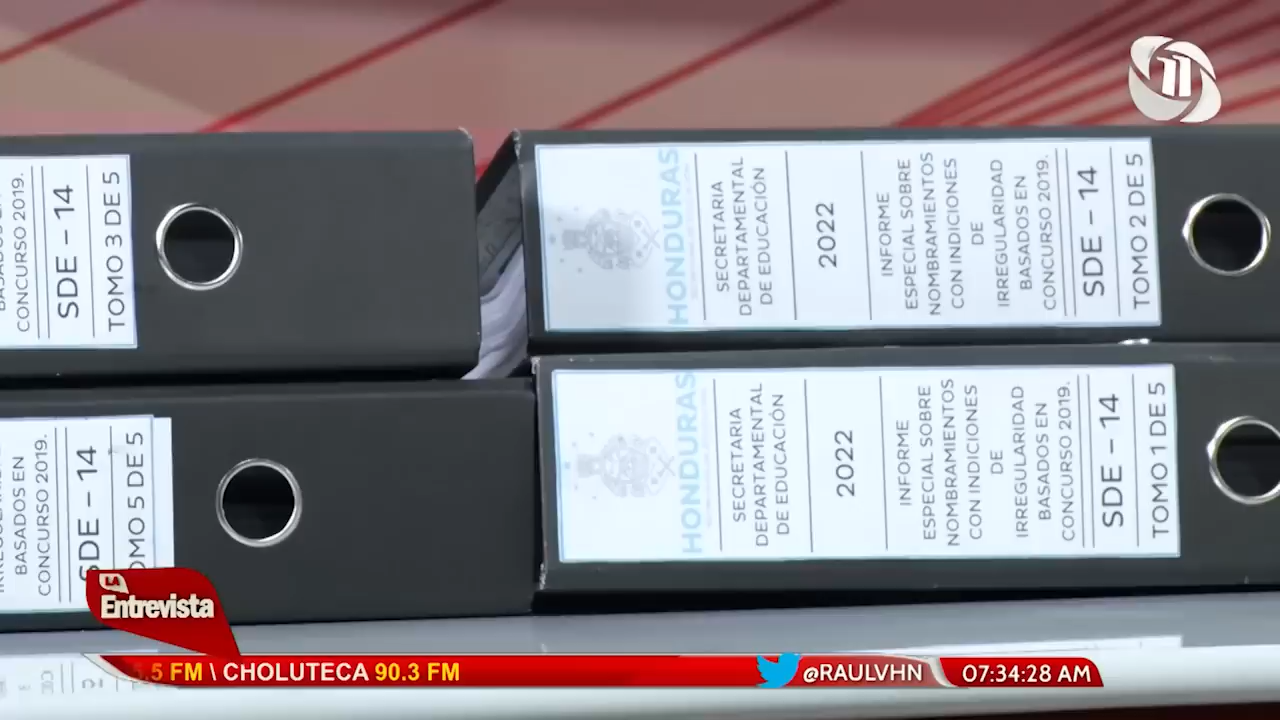 11
BASADOS EN
CONCURSO 2019.
SDE – 14
TOMO 3 DE 5
HONDURAS
SECRETARIA
DEPARTAMENTAL
DE EDUCACIÓN
2022
INFORME
ESPECIAL SOBRE
NOMBRAMIENTOS
CON INDICIONES
DE
IRREGULARIDAD
BASADOS EN
CONCURSO 2019.
SDE – 14
TOMO 2 DE 5
BASADOS EN
CONCURSO 2019.
SDE – 14
TOMO 5 DE 5
HONDURAS
SECRETARIA
DEPARTAMENTAL
DE EDUCACIÓN
2022
INFORME
ESPECIAL SOBRE
NOMBRAMIENTOS
CON INDICIONES
DE
IRREGULARIDAD
BASADOS EN
CONCURSO 2019.
SDE – 14
TOMO 1 DE 5
LA
Entrevista
5.5 FM \ CHOLUTECA 90.3 FM
@RAULVHN
07:34:28 AM